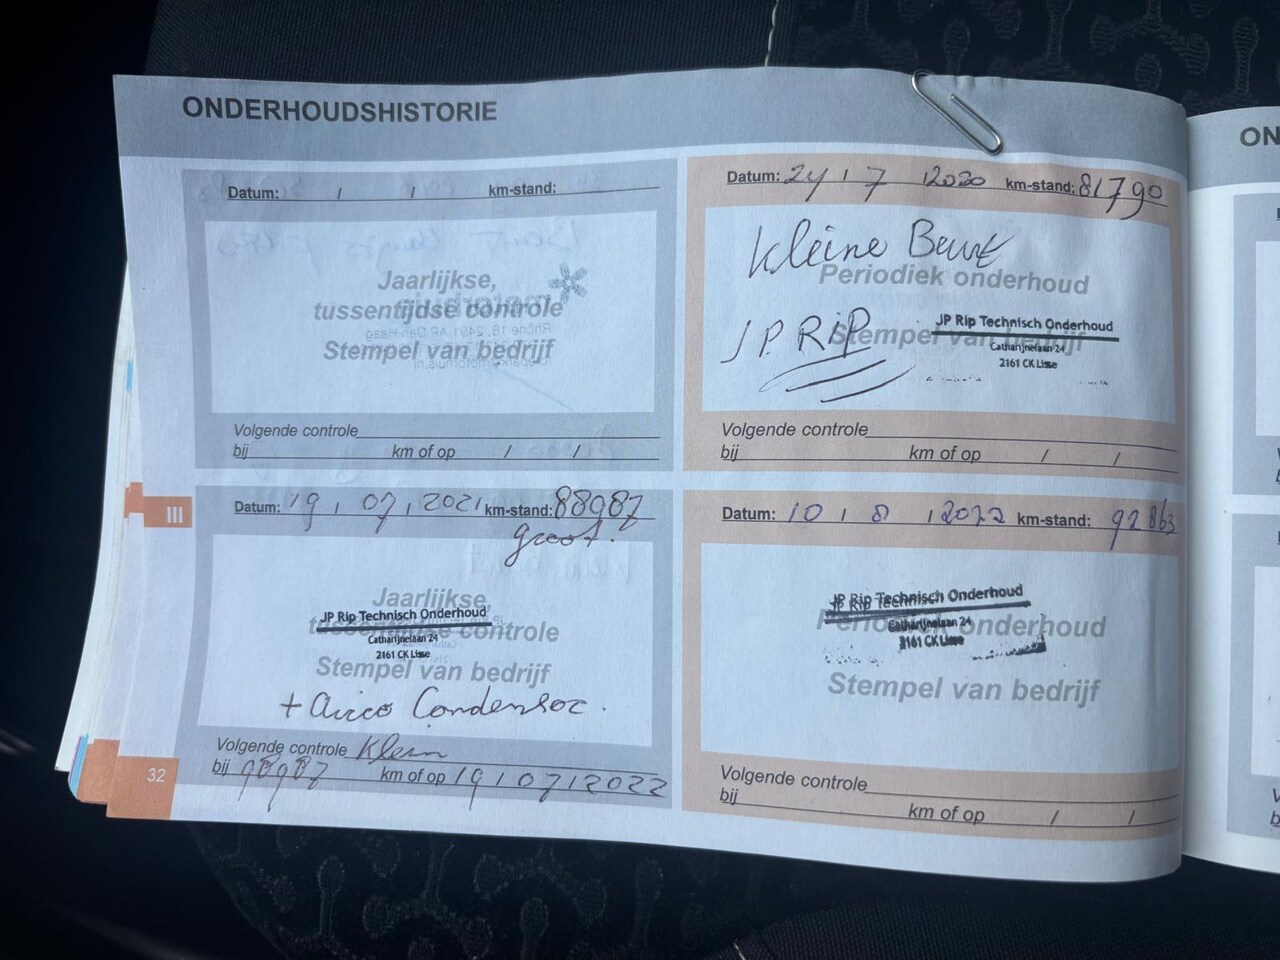 ONDERHOUDSHISTORIE
Datum: / / km-stand:
Jaarlijkse,
tussentijdse controle
Stempel van bedrijf
Volgende controle
bij km of op / /
Datum: 24 / 7 / 2020 km-stand: 81790
Kleine Beurt
Periodiek onderhoud
JP RiP
Stempel van bedrijf
JP Rip Technisch Onderhoud
Catharijnelaan 24
2161 CK Lisse
Volgende controle
bij km of op / /
III
Datum: 19 / 07 / 2021 km-stand: 88987
groot.
Jaarlijkse,
tussentijdse controle
JP Rip Technisch Onderhoud
Catharijnelaan 24
2161 CK Lisse
Stempel van bedrijf
+ airco Condensor.
Volgende controle Klein
bij 98987 km of op 19 / 07 / 2022
Datum: 10 / 8 / 2022 km-stand: 92863
JP Rip Technisch Onderhoud
Periodiek onderhoud
Catharijnelaan 24
2161 CK Lisse
Stempel van bedrijf
Volgende controle
bij km of op / /
32
ON